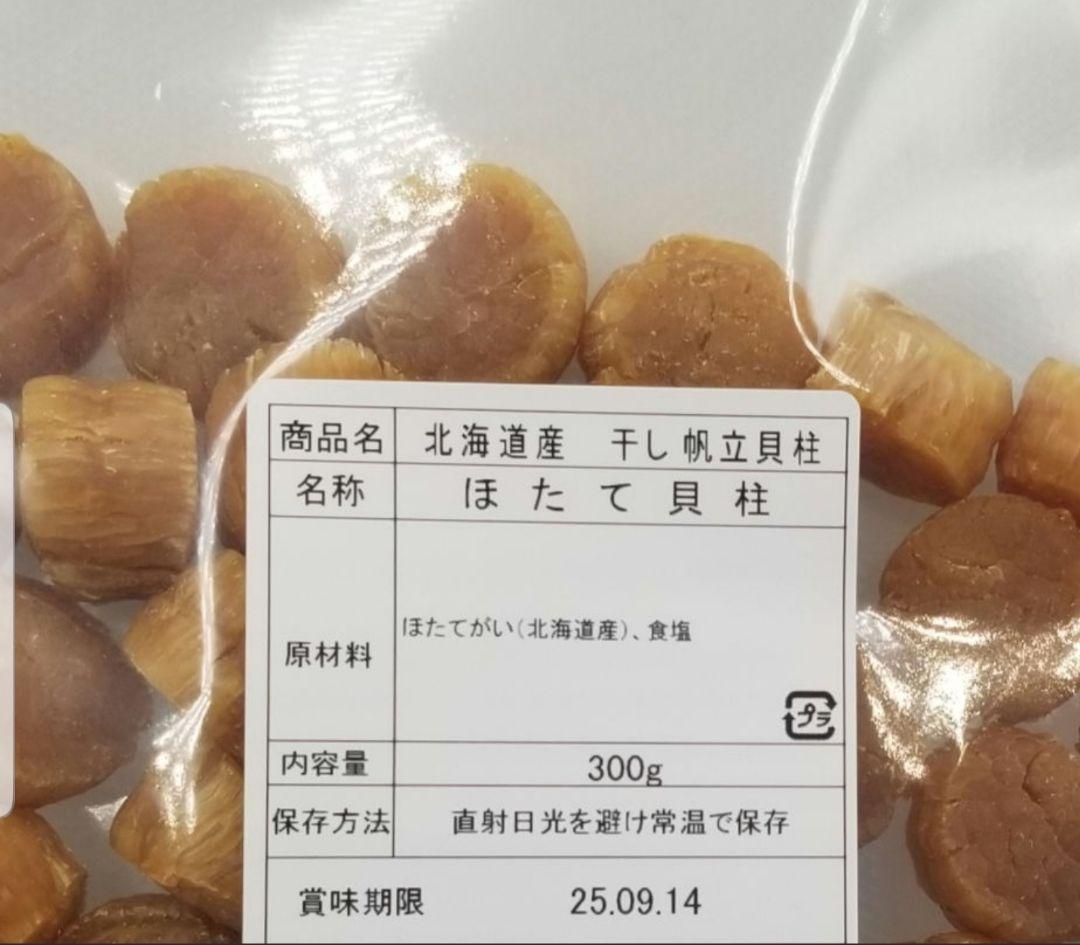 商品名 北海道産 干し帆立貝柱
名称 ほたて貝柱
原材料 ほたてがい(北海道産)、食塩
プラ
内容量 300g
保存方法 直射日光を避け常温で保存
賞味期限 25.09.14